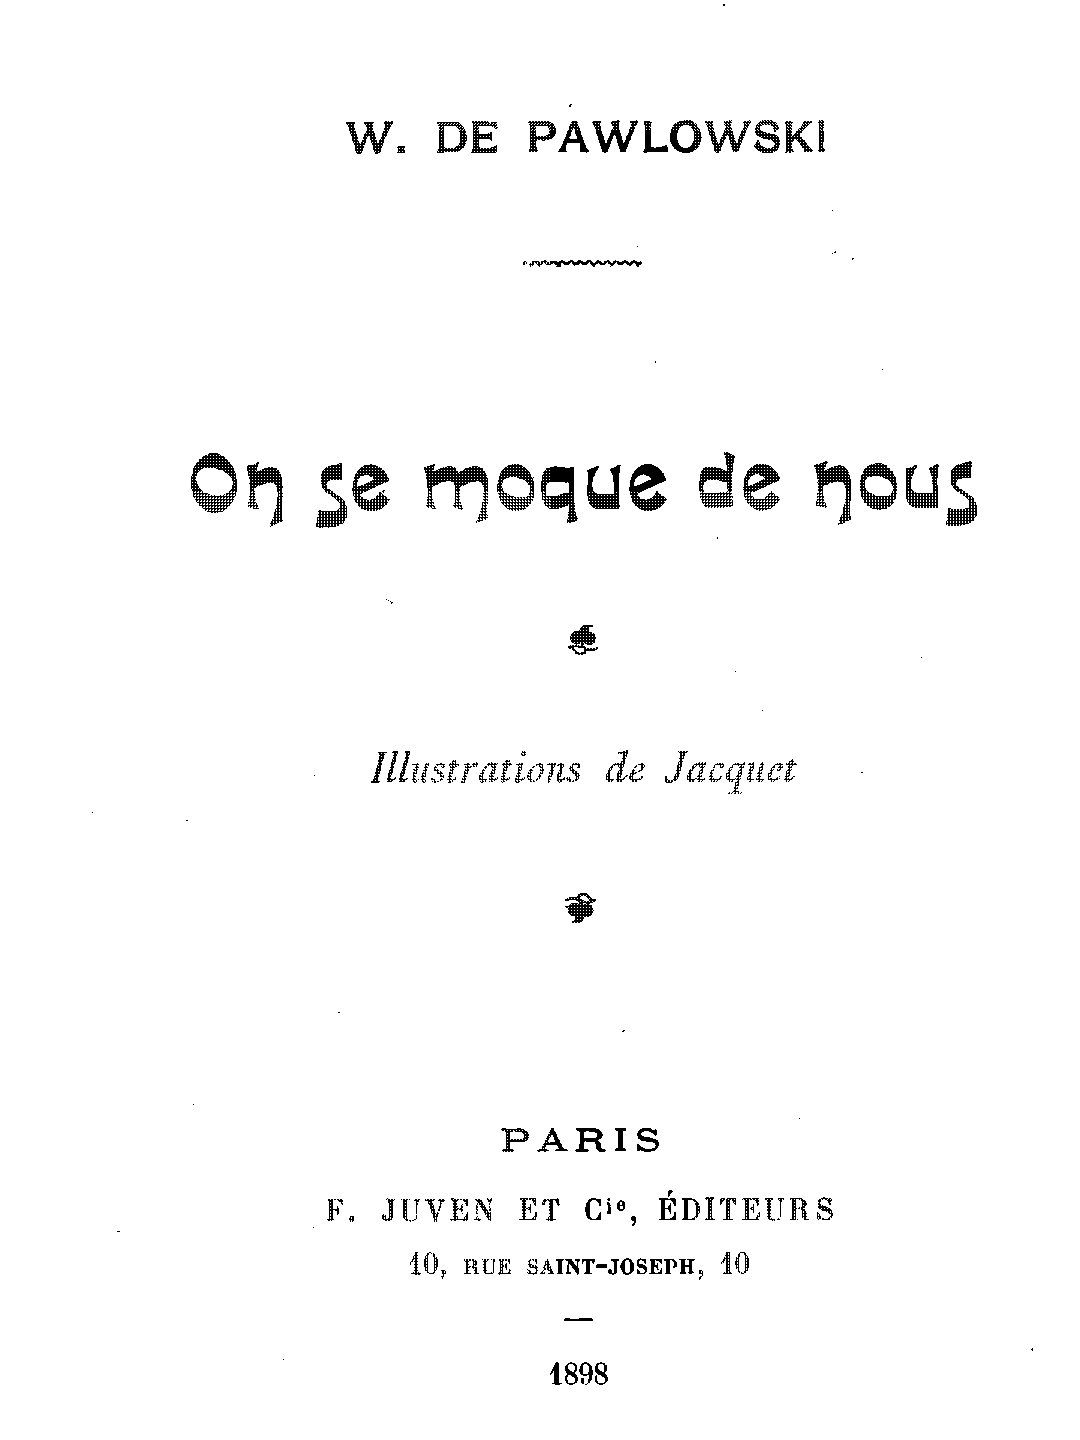 W. DE PAWLOWSKI
On se moque de nous
Illustrations de Jacquet
PARIS
F. JUVEN ET Cie, ÉDITEURS
10, RUE SAINT-JOSEPH, 10
1898